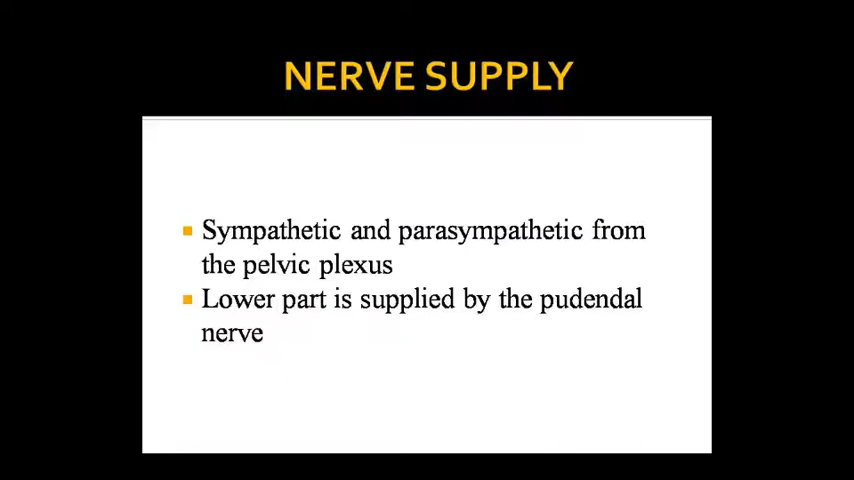 NERVE SUPPLY
Sympathetic and parasympathetic from
the pelvic plexus
Lower part is supplied by the pudendal
nerve